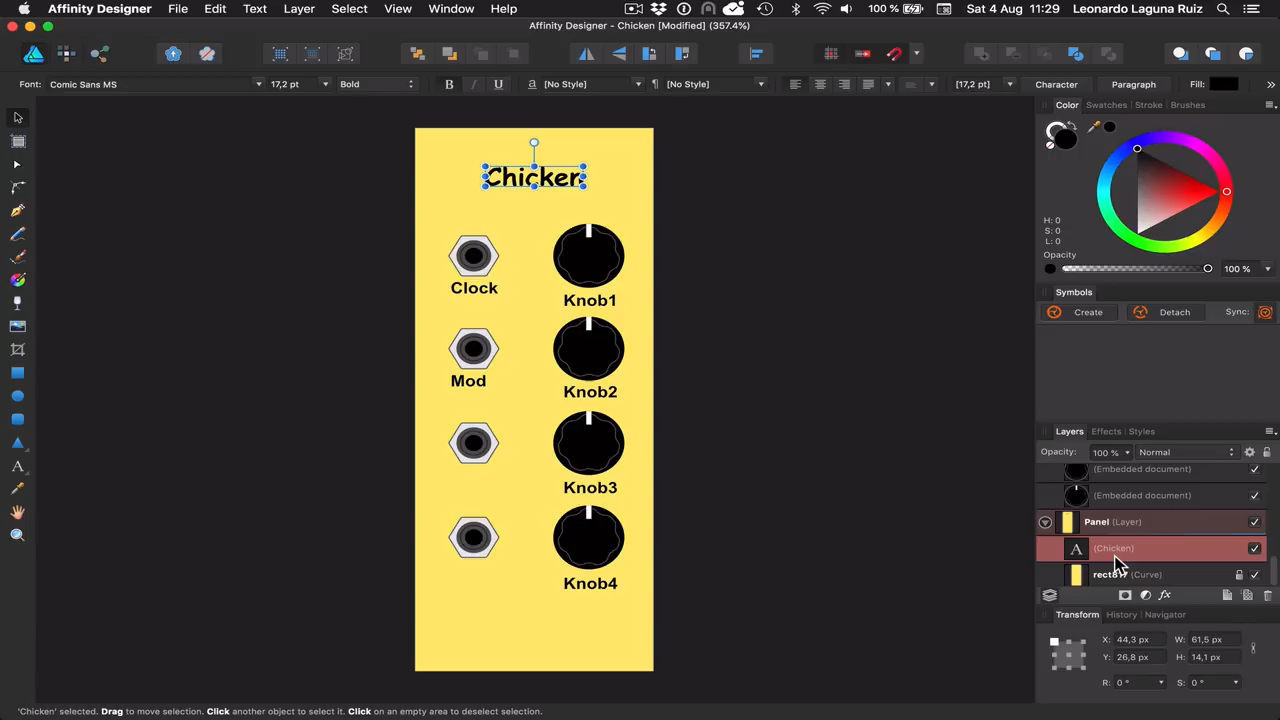 Affinity Designer File Edit Text Layer Select Arrange View Window Help 100 % Sat 4 Aug 11:29 Leonardo Laguna Ruiz
Affinity Designer - Chicken [Modified] (357.4%)
Font: Comic Sans MS 17,2 pt Bold B I U a [No Style] ¶ [No Style] [17,2 pt] Character Paragraph Fill: »
Color Swatches Stroke Brushes
H: 0
S: 0
L: 0
Opacity
100 %
Symbols
Create Detach Sync:
Chicken
Clock
Knob1
Mod
Knob2
Knob3
Knob4
Layers Effects Styles
Opacity: 100 % Normal
(Embedded document)
(Embedded document)
Panel (Layer)
A (Chicken)
(Curve)
fx
Transform History Navigator
X: 44,3 px W: 61,5 px
Y: 26,8 px H: 14,1 px
R: 0 ° S: 0 °
'Chicken' selected. Drag to move selection. Click another object to select it. Click on an empty area to deselect selection.